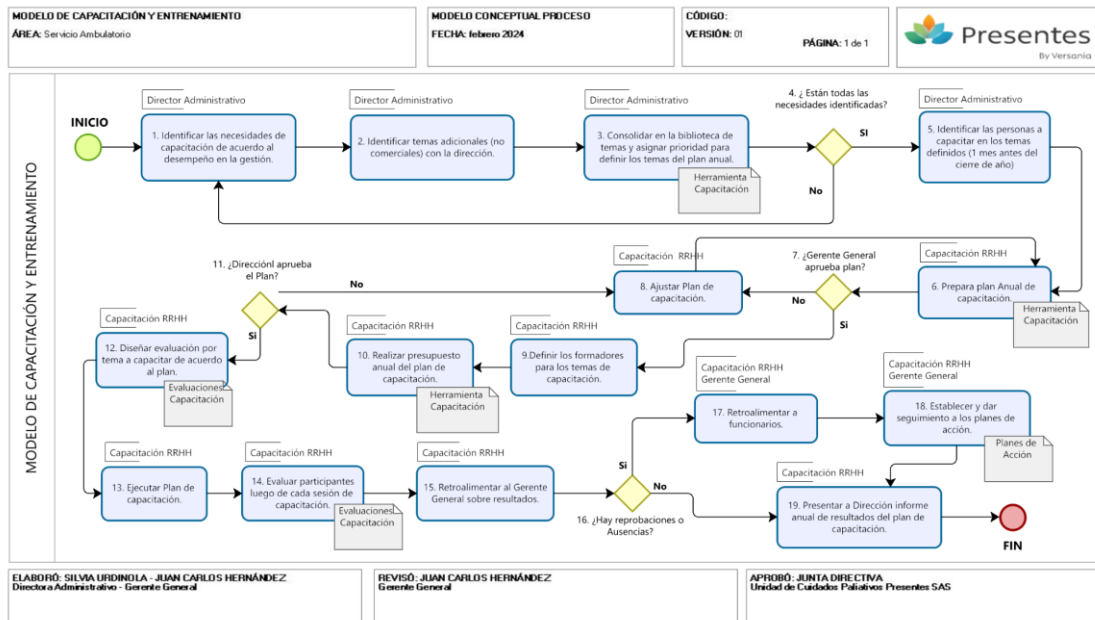 MODELO DE CAPACITACIÓN Y ENTRENAMIENTO
ÁREA: Servicio Ambulatorio
MODELO CONCEPTUAL PROCESO
FECHA: febrero 2024
CÓDIGO:
VERSIÓN: 01
PÁGINA: 1 de 1
Presentes
By Versania
MODELO DE CAPACITACIÓN Y ENTRENAMIENTO
INICIO
Director Administrativo
1. Identificar las necesidades de
capacitación de acuerdo al
desempeño en la gestión.
Director Administrativo
2. Identificar temas adicionales (no
comerciales) con la dirección.
Director Administrativo
3. Consolidar en la biblioteca de
temas y asignar prioridad para
definir los temas del plan anual.
Herramienta
Capacitación
4. ¿ Están todas las
necesidades identificadas?
SI
No
Director Administrativo
5. Identificar las personas a
capacitar en los temas
definidos (1 mes antes del
cierre de año)
Capacitación RRHH
6. Prepara plan Anual de
capacitación.
Herramienta
Capacitación
7. ¿Gerente General
aprueba plan?
No
Si
Capacitación RRHH
8. Ajustar Plan de
capacitación.
11. ¿Direcciónl aprueba
el Plan?
No
Si
Capacitación RRHH
9.Definir los formadores
para los temas de
capacitación.
Capacitación RRHH
10. Realizar presupuesto
anual del plan de
capacitación.
Herramienta
Capacitación
Capacitación RRHH
12. Diseñar evaluación por
tema a capacitar de acuerdo
al plan.
Evaluaciones
Capacitación
Capacitación RRHH
13. Ejecutar Plan de
capacitación.
Capacitación RRHH
14. Evaluar participantes
luego de cada sesión de
capacitación.
Evaluaciones
Capacitación
Capacitación RRHH
15. Retroalimentar al Gerente
General sobre resultados.
Si
No
16. ¿Hay reprobaciones o
Ausencias?
Capacitación RRHH
Gerente General
17. Retroalimentar a
funcionarios.
Capacitación RRHH
Gerente General
18. Establecer y dar
seguimiento a los planes de
acción.
Planes de
Acción
Capacitación RRHH
19. Presentar a Dirección informe
anual de resultados del plan de
capacitación.
FIN
ELABORÓ: SILVIA URDINOLA - JUAN CARLOS HERNÁNDEZ
Directora Administrativo - Gerente General
REVISÓ: JUAN CARLOS HERNÁNDEZ
Gerente General
APROBÓ: JUNTA DIRECTIVA
Unidad de Cuidados Paliativos Presentes SAS